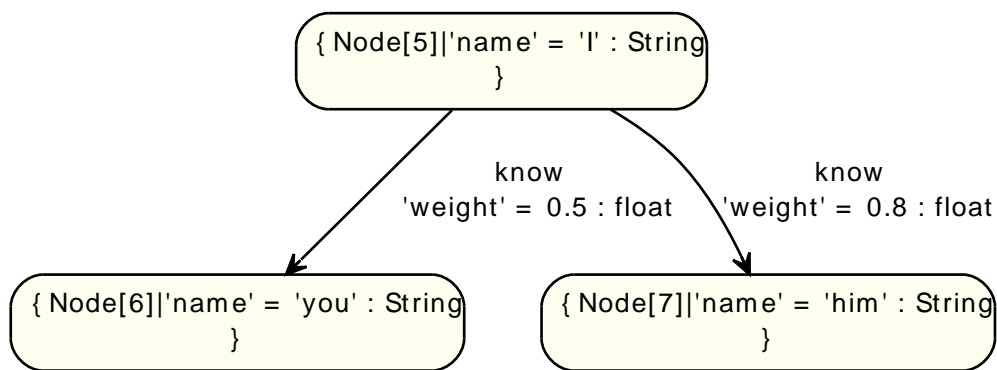 { Node[5]|'name' = 'I' : String
}
know
'weight' = 0.5 : float
know
'weight' = 0.8 : float
{ Node[6]|'name' = 'you' : String
}
{ Node[7]|'name' = 'him' : String
}